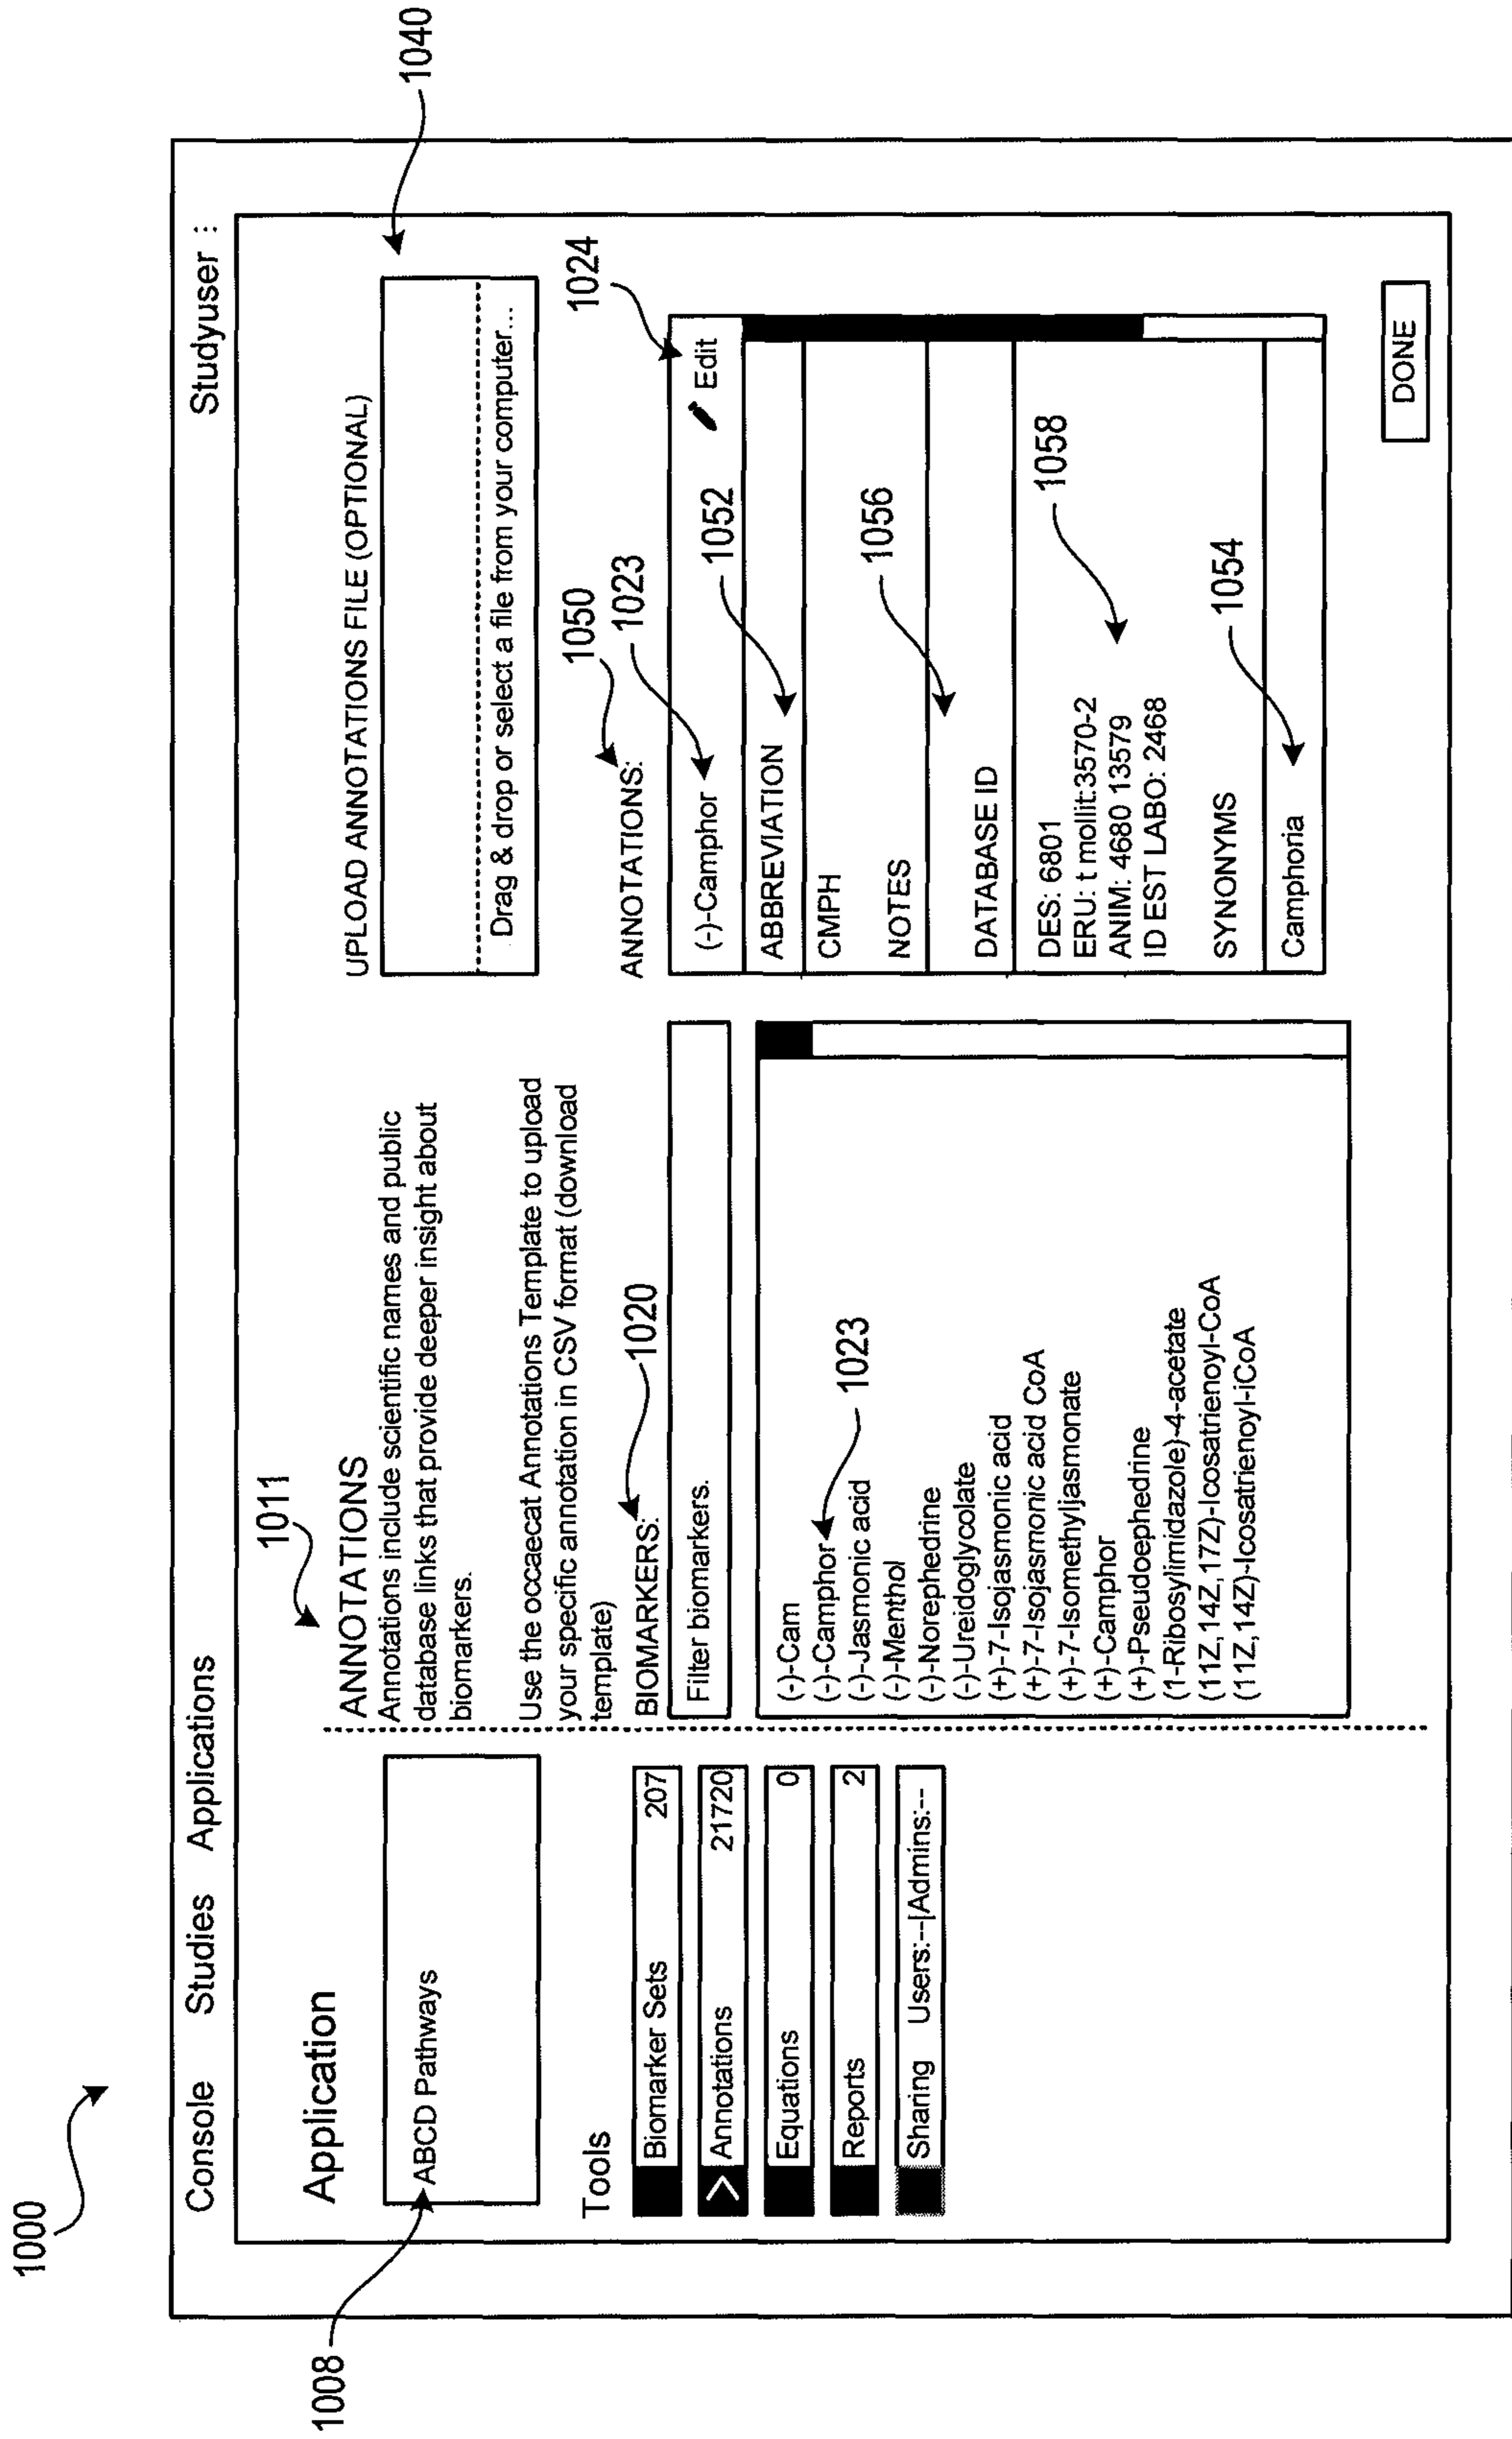 1000
Console Studies Applications Studyuser :
Application
1008
ABCD Pathways
Tools
Biomarker Sets 207
> Annotations 21720
Equations 0
Reports 2
Sharing Users:--[Admins:--
1011
ANNOTATIONS
Annotations include scientific names and public
database links that provide deeper insight about
biomarkers.
Use the occaecat Annotations Template to upload
your specific annotation in CSV format (download
template)
BIOMARKERS: 1020
Filter biomarkers.
(-)-Cam
(-)-Camphor 1023
(-)-Jasmonic acid
(-)-Menthol
(-)-Norephedrine
(-)-Ureidoglycolate
(+)-7-Isojasmonic acid
(+)-7-Isojasmonic acid CoA
(+)-7-Isomethyljasmonate
(+)-Camphor
(+)-Pseudoephedrine
(1-Ribosylimidazole)-4-acetate
(11Z,14Z,17Z)-Icosatrienoyl-CoA
(11Z,14Z)-Icosatrienoyl-iCoA
UPLOAD ANNOTATIONS FILE (OPTIONAL)
1040
Drag & drop or select a file from your computer...
ANNOTATIONS: 1050
1023
1024
(-)-Camphor Edit
ABBREVIATION 1052
CMPH
NOTES 1056
DATABASE ID
DES: 6801
ERU: t mollit:3570-2 1058
ANIM: 4680 13579
ID EST LABO: 2468
SYNONYMS 1054
Camphoria
DONE